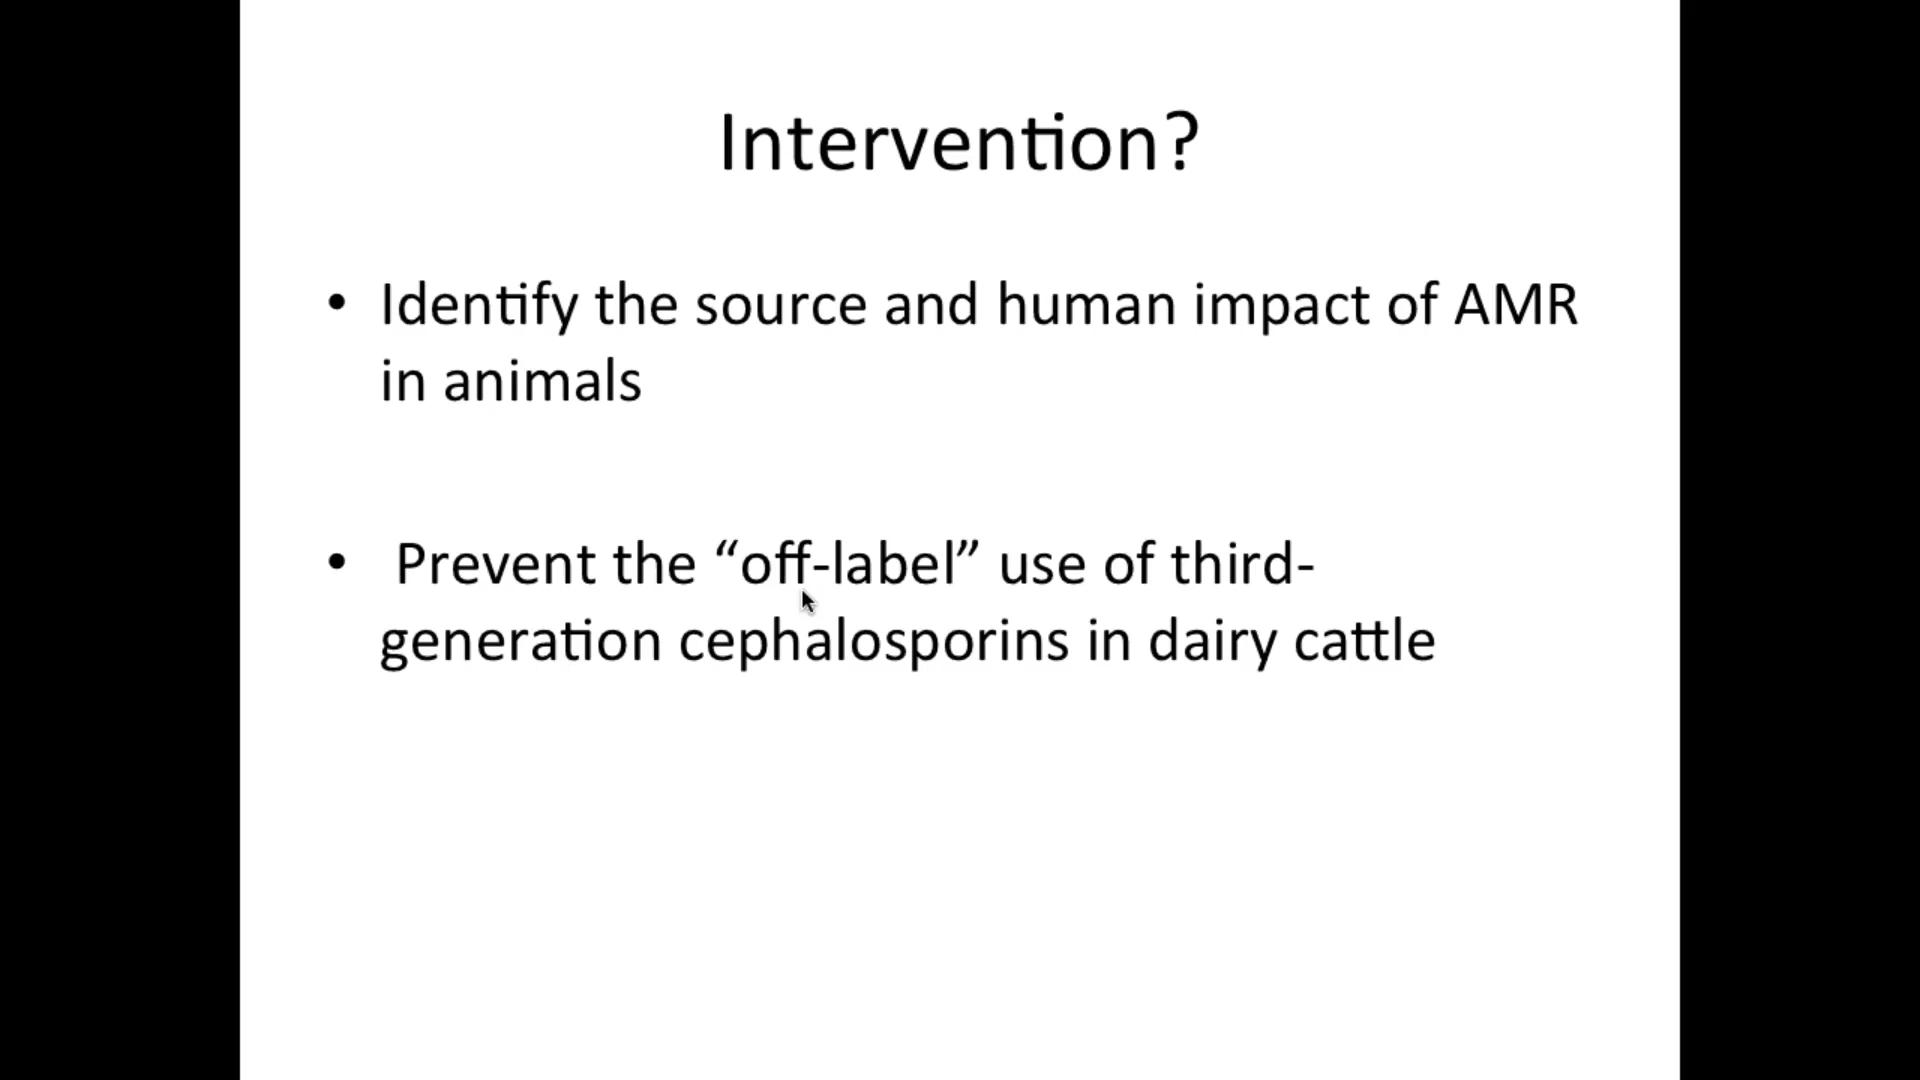 Intervention?
• Identify the source and human impact of AMR
in animals
• Prevent the “off-label” use of third-
generation cephalosporins in dairy cattle